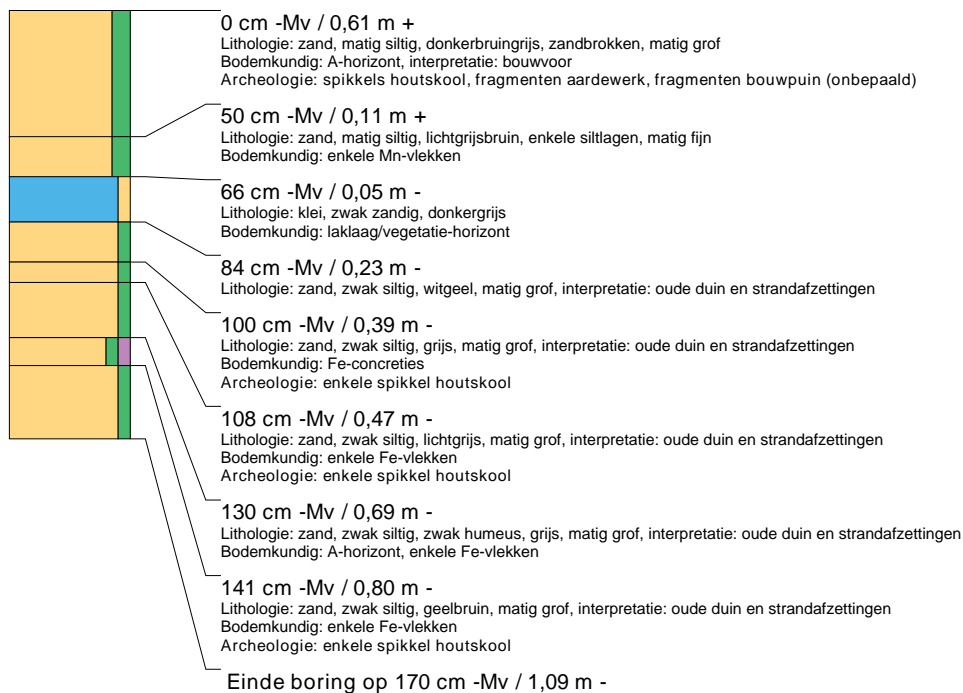 0 cm -Mv / 0,61 m +
Lithologie: zand, matig siltig, donkerbruingrijs, zandbrokken, matig grof
Bodemkundig: A-horizont, interpretatie: bouwvoor
Archeologie: spikkels houtskool, fragmenten aardewerk, fragmenten bouwpuin (onbepaald)
50 cm -Mv / 0,11 m +
Lithologie: zand, matig siltig, lichtgrijsbruin, enkele siltlagen, matig fijn
Bodemkundig: enkele Mn-vlekken
66 cm -Mv / 0,05 m -
Lithologie: klei, zwak zandig, donkergrijs
Bodemkundig: laklaag/vegetatie-horizont
84 cm -Mv / 0,23 m -
Lithologie: zand, zwak siltig, witgeel, matig grof, interpretatie: oude duin en strandafzettingen
100 cm -Mv / 0,39 m -
Lithologie: zand, zwak siltig, grijs, matig grof, interpretatie: oude duin en strandafzettingen
Bodemkundig: Fe-concreties
Archeologie: enkele spikkel houtskool
108 cm -Mv / 0,47 m -
Lithologie: zand, zwak siltig, lichtgrijs, matig grof, interpretatie: oude duin en strandafzettingen
Bodemkundig: enkele Fe-vlekken
Archeologie: enkele spikkel houtskool
130 cm -Mv / 0,69 m -
Lithologie: zand, zwak siltig, zwak humeus, grijs, matig grof, interpretatie: oude duin en strandafzettingen
Bodemkundig: A-horizont, enkele Fe-vlekken
141 cm -Mv / 0,80 m -
Lithologie: zand, zwak siltig, geelbruin, matig grof, interpretatie: oude duin en strandafzettingen
Bodemkundig: enkele Fe-vlekken
Archeologie: enkele spikkel houtskool
Einde boring op 170 cm -Mv / 1,09 m -